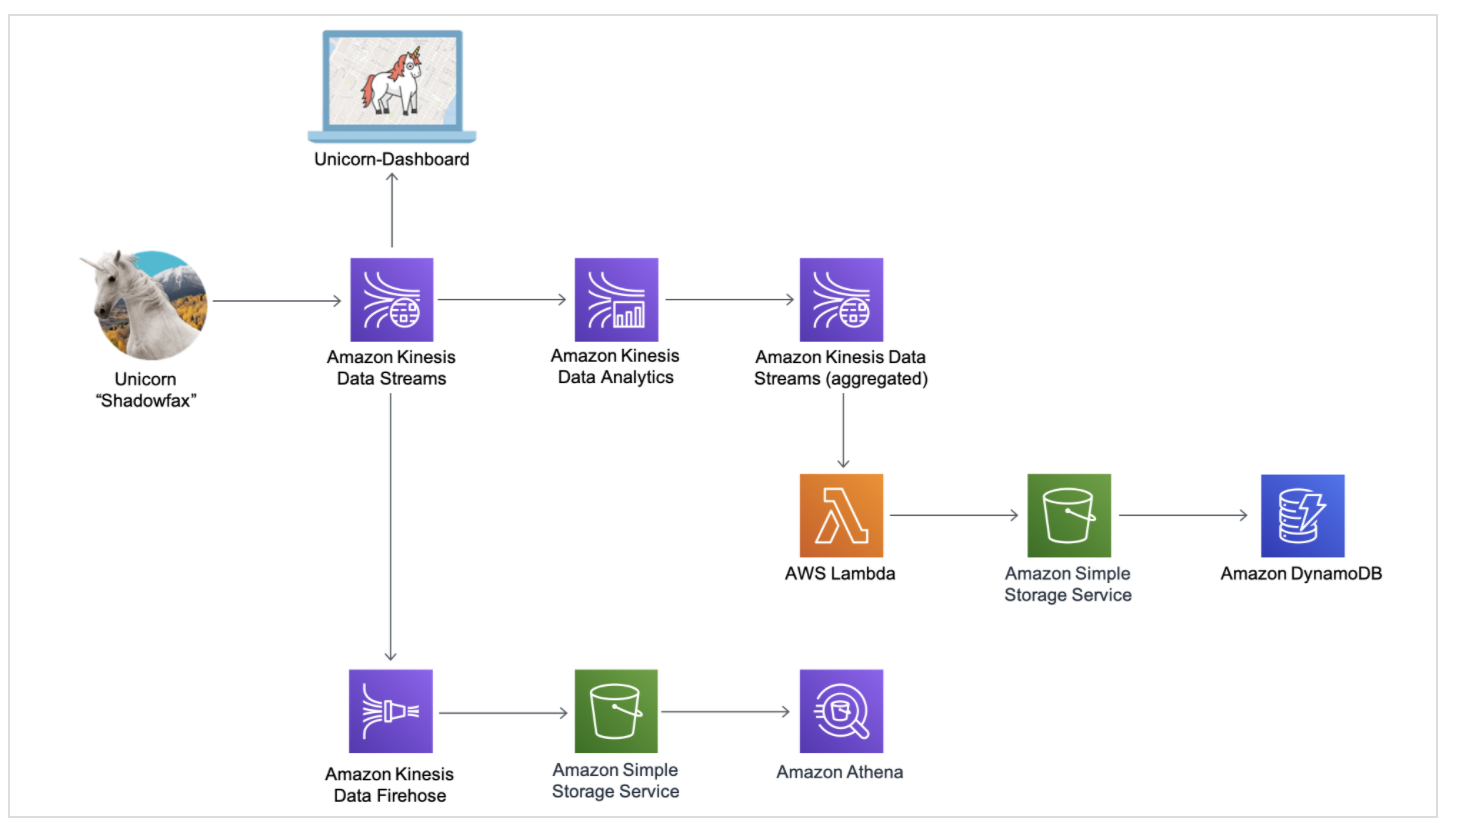 Unicorn-Dashboard
Unicorn
“Shadowfax”
Amazon Kinesis
Data Streams
Amazon Kinesis
Data Analytics
Amazon Kinesis Data
Streams (aggregated)
AWS Lambda
Amazon Simple
Storage Service
Amazon DynamoDB
Amazon Kinesis
Data Firehose
Amazon Simple
Storage Service
Amazon Athena